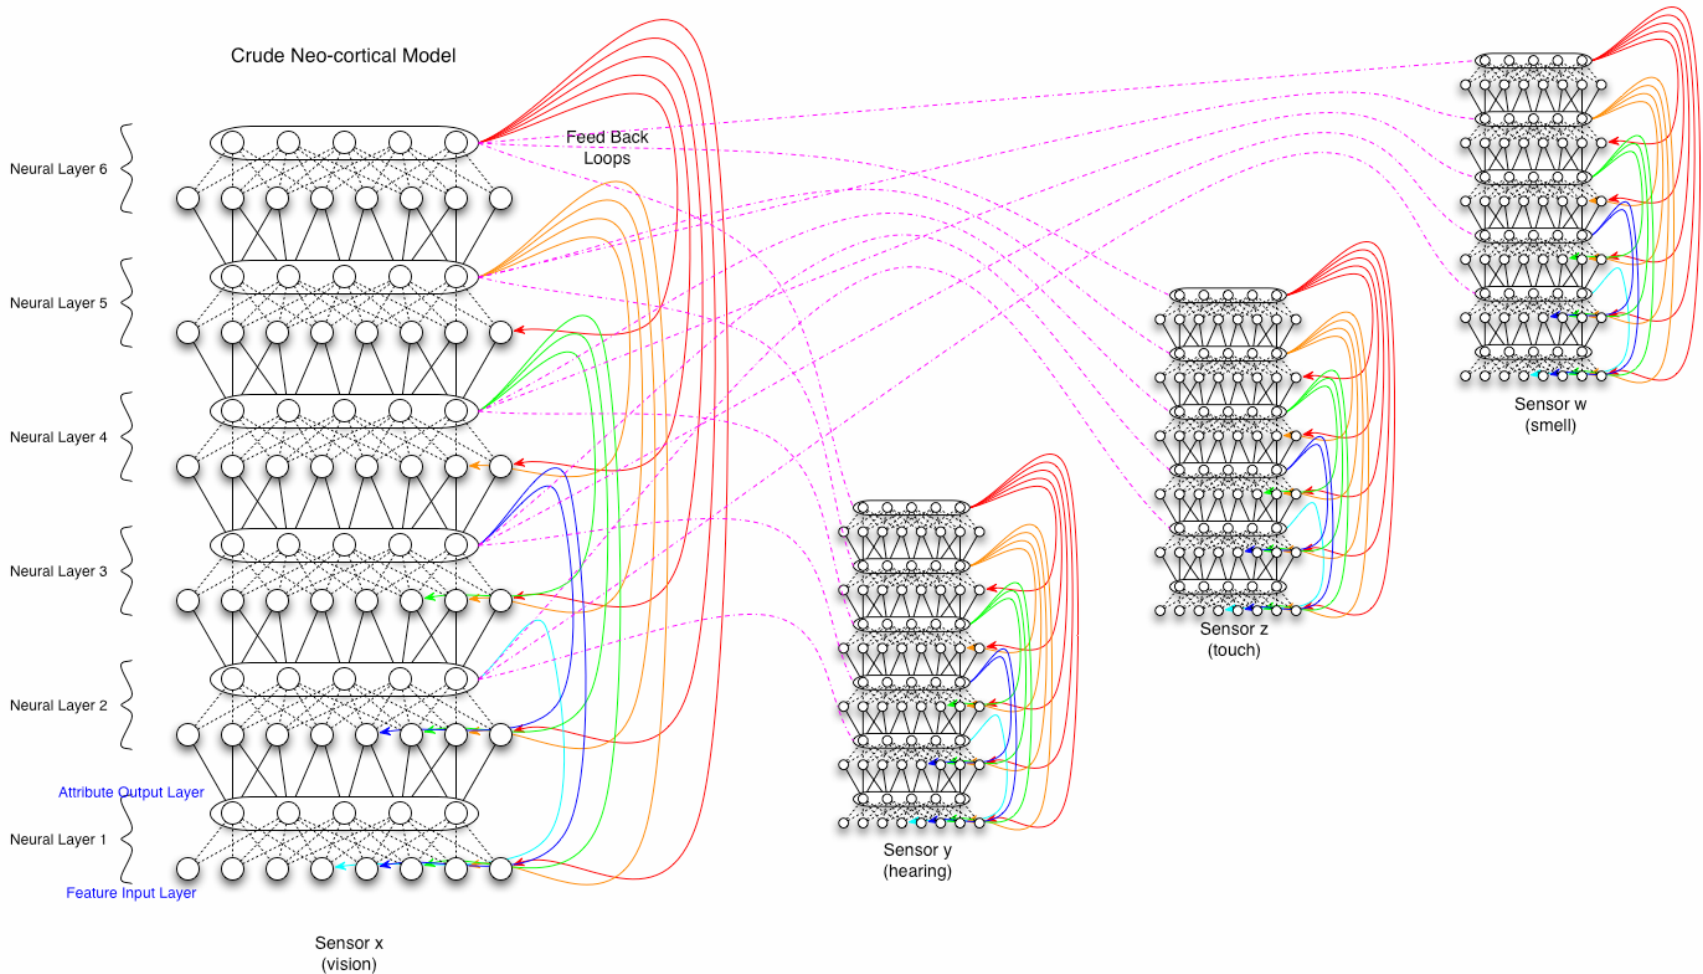 Crude Neo-cortical Model
Feed Back
Loops
Neural Layer 6
Neural Layer 5
Neural Layer 4
Neural Layer 3
Neural Layer 2
Attribute Output Layer
Neural Layer 1
Feature Input Layer
Sensor x
(vision)
Sensor y
(hearing)
Sensor z
(touch)
Sensor w
(smell)